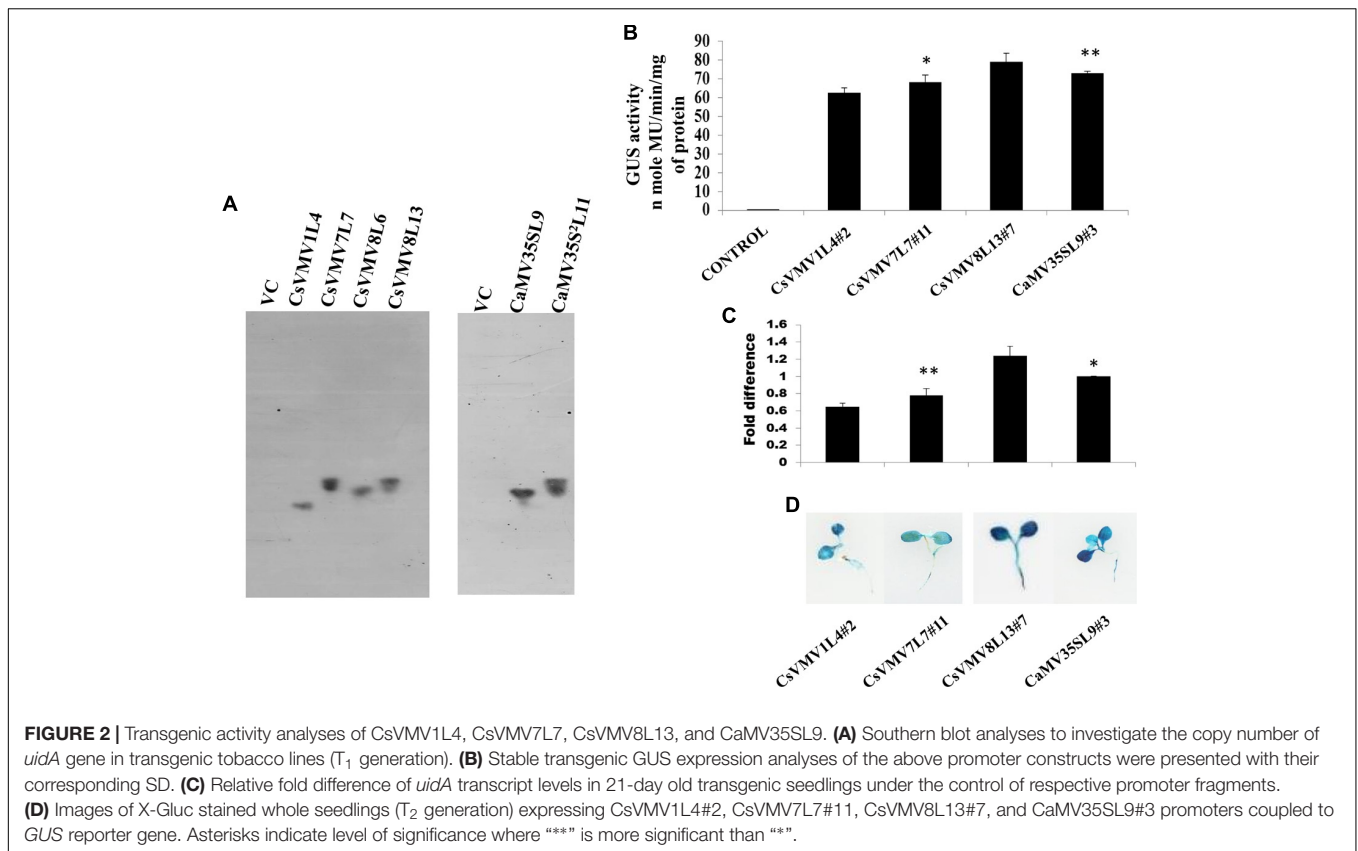 A
VC
CsVMV1L4
CsVMV7L7
CsVMV8L6
CsVMV8L13
VC
CaMV35SL9
CaMV35S²L11
B
GUS activity
n mole MU/min/mg
of protein
90
80
70
60
50
40
30
20
10
0
*
**
CONTROL
CsVMV1L4#2
CsVMV7L7#11
CsVMV8L13#7
CaMV35SL9#3
C
Fold difference
1.6
1.4
1.2
1
0.8
0.6
0.4
0.2
0
**
*
D
CsVMV1L4#2
CsVMV7L7#11
CsVMV8L13#7
CaMV35SL9#3
FIGURE 2 | Transgenic activity analyses of CsVMV1L4, CsVMV7L7, CsVMV8L13, and CaMV35SL9. (A) Southern blot analyses to investigate the copy number of
uidA gene in transgenic tobacco lines (T₁ generation). (B) Stable transgenic GUS expression analyses of the above promoter constructs were presented with their
corresponding SD. (C) Relative fold difference of uidA transcript levels in 21-day old transgenic seedlings under the control of respective promoter fragments.
(D) Images of X-Gluc stained whole seedlings (T₂ generation) expressing CsVMV1L4#2, CsVMV7L7#11, CsVMV8L13#7, and CaMV35SL9#3 promoters coupled to
GUS reporter gene. Asterisks indicate level of significance where “**” is more significant than “*”.